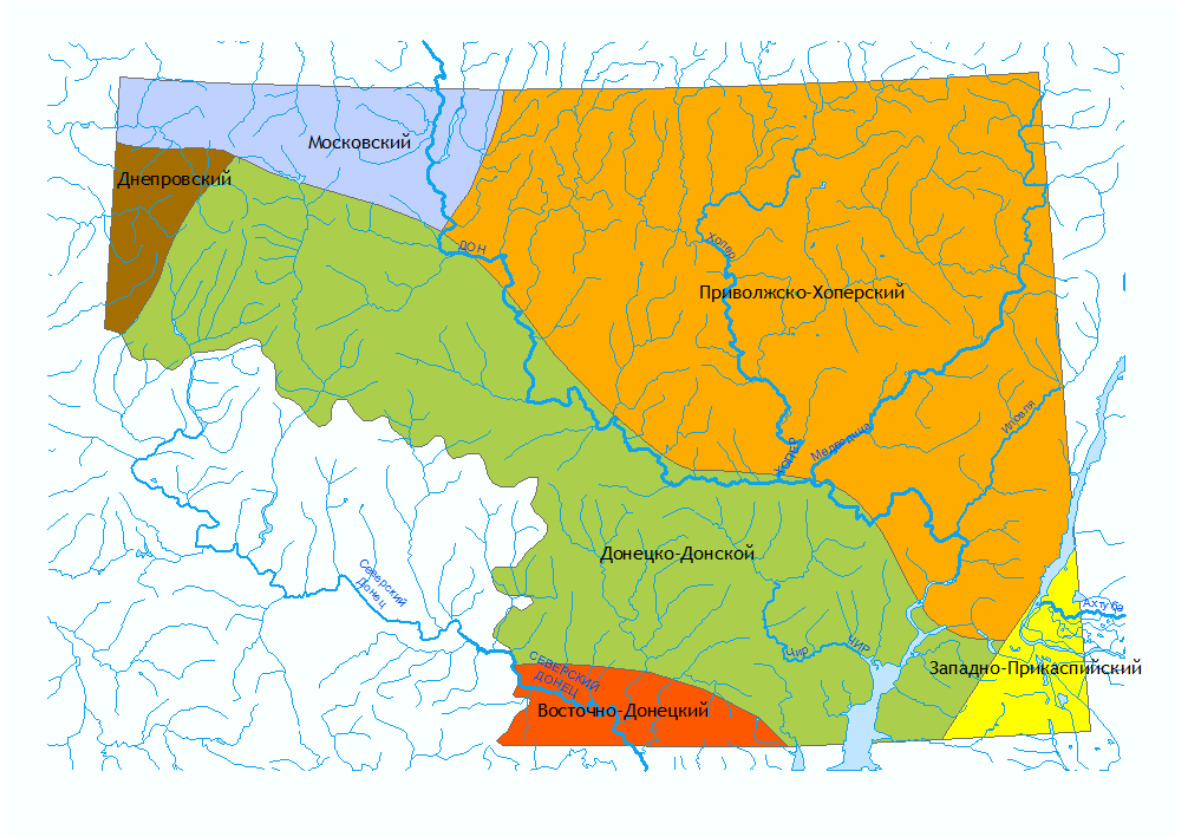 Московский
Днепровский
ДОН
Хопер
Приволжско-Хоперский
Иловля
Медведица
Хопер
Донецко-Донской
Северский
Донец
Ахтуба
Чир
ЧИР
СЕВЕРСКИЙ
ДОНЕЦ
Западно-Прикаспийский
Восточно-Донецкий